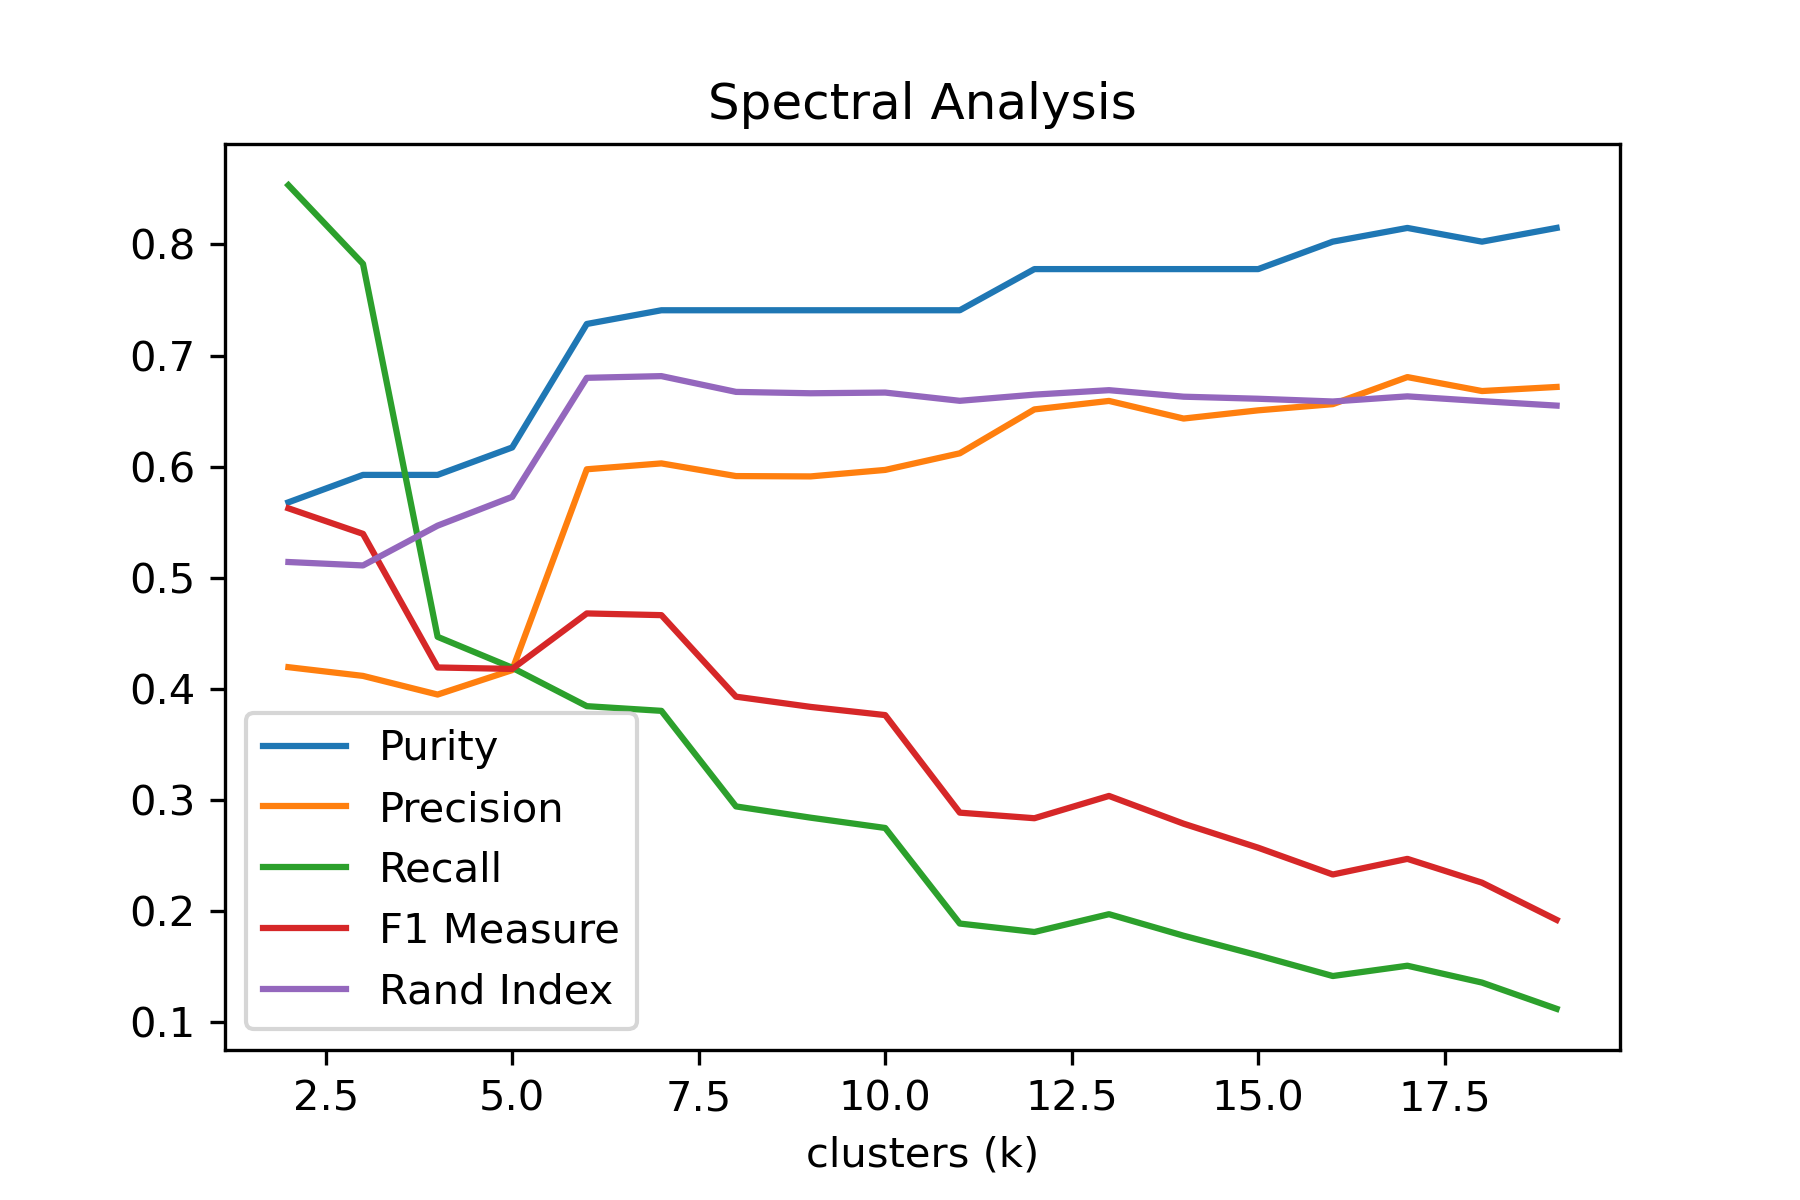 Spectral Analysis
0.8
0.7
0.6
0.5
0.4
0.3
0.2
0.1
Purity
Precision
Recall
F1 Measure
Rand Index
2.5 5.0 7.5 10.0 12.5 15.0 17.5
clusters (k)